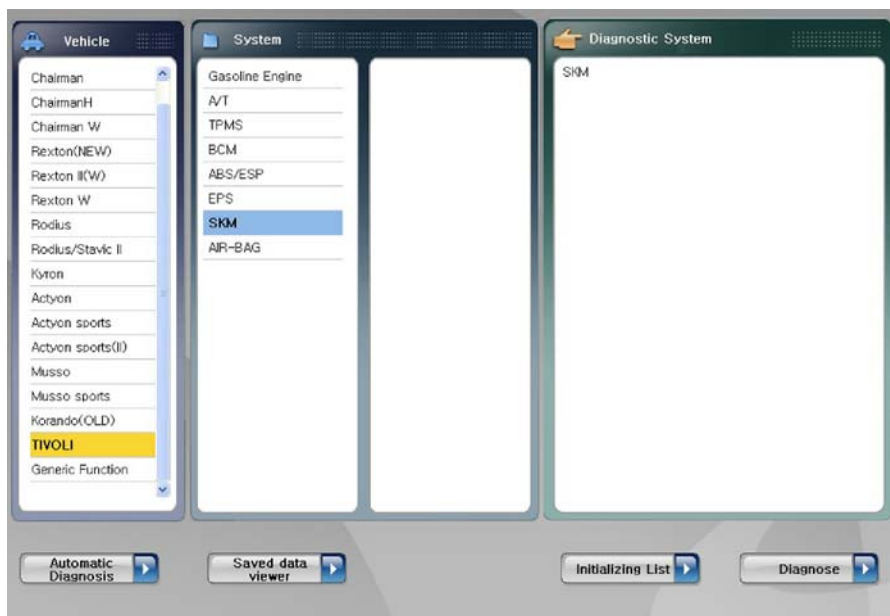 Vehicle
Chairman
ChairmanH
Chairman W
Rexton(NEW)
Rexton II(W)
Rexton W
Rodius
Rodius/Stavic II
Kyron
Actyon
Actyon sports
Actyon sports(II)
Musso
Musso sports
Korando(OLD)
TIVOLI
Generic Function
System
Gasoline Engine
A/T
TPMS
BCM
ABS/ESP
EPS
SKM
AIR-BAG
Diagnostic System
SKM
Automatic
Diagnosis
Saved data
viewer
Initializing List
Diagnose